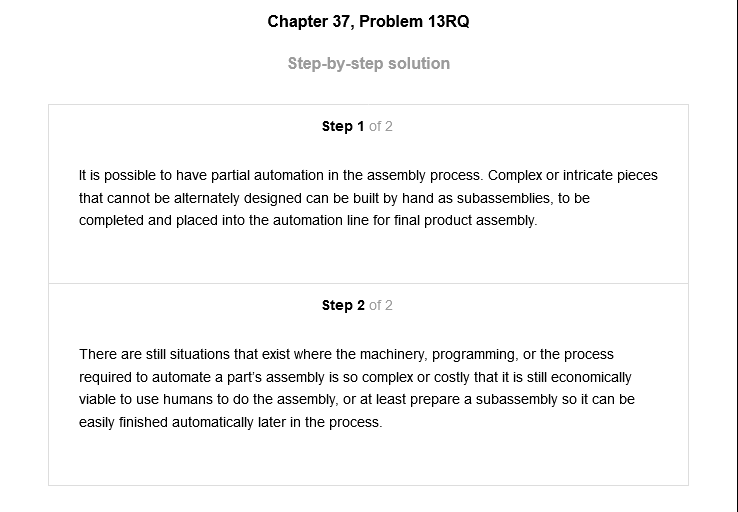 Chapter 37, Problem 13RQ
Step-by-step solution
Step 1 of 2
It is possible to have partial automation in the assembly process. Complex or intricate pieces
that cannot be alternately designed can be built by hand as subassemblies, to be
completed and placed into the automation line for final product assembly.
Step 2 of 2
There are still situations that exist where the machinery, programming, or the process
required to automate a part's assembly is so complex or costly that it is still economically
viable to use humans to do the assembly, or at least prepare a subassembly so it can be
easily finished automatically later in the process.